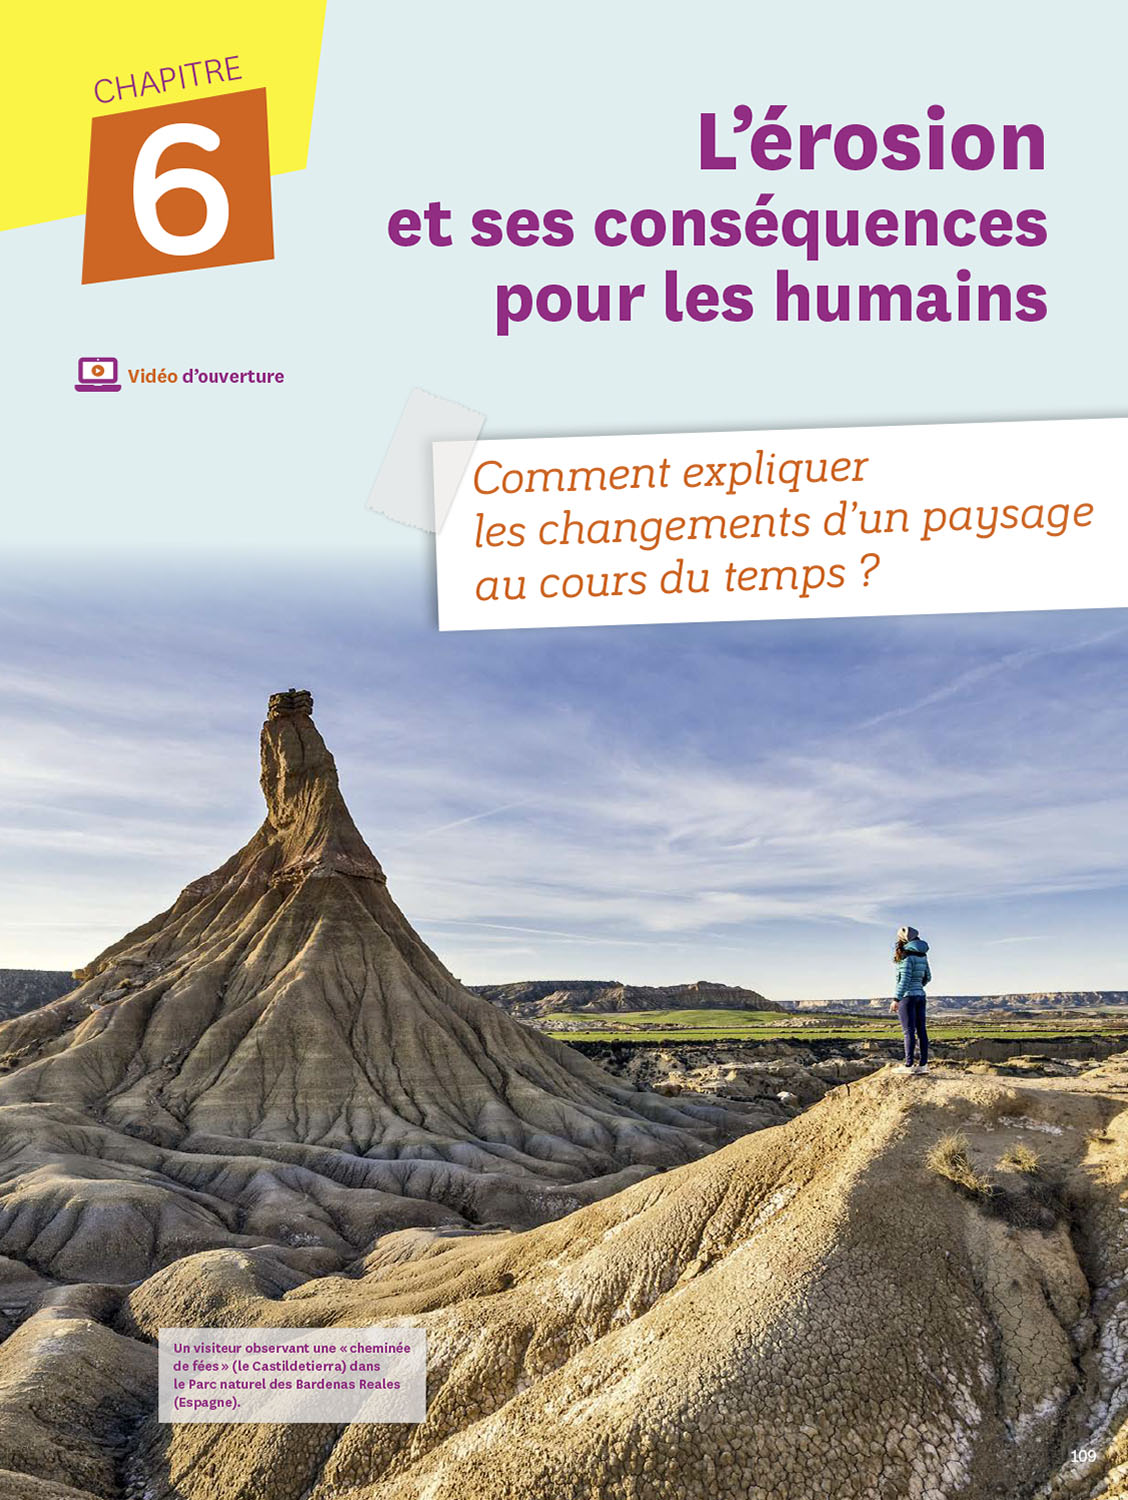 CHAPITRE
6
L’érosion
et ses conséquences
pour les humains
Vidéo d’ouverture
Comment expliquer
les changements d’un paysage
au cours du temps ?
Un visiteur observant une « cheminée
de fées » (le Castildetierra) dans
le Parc naturel des Bardenas Reales
(Espagne).
109